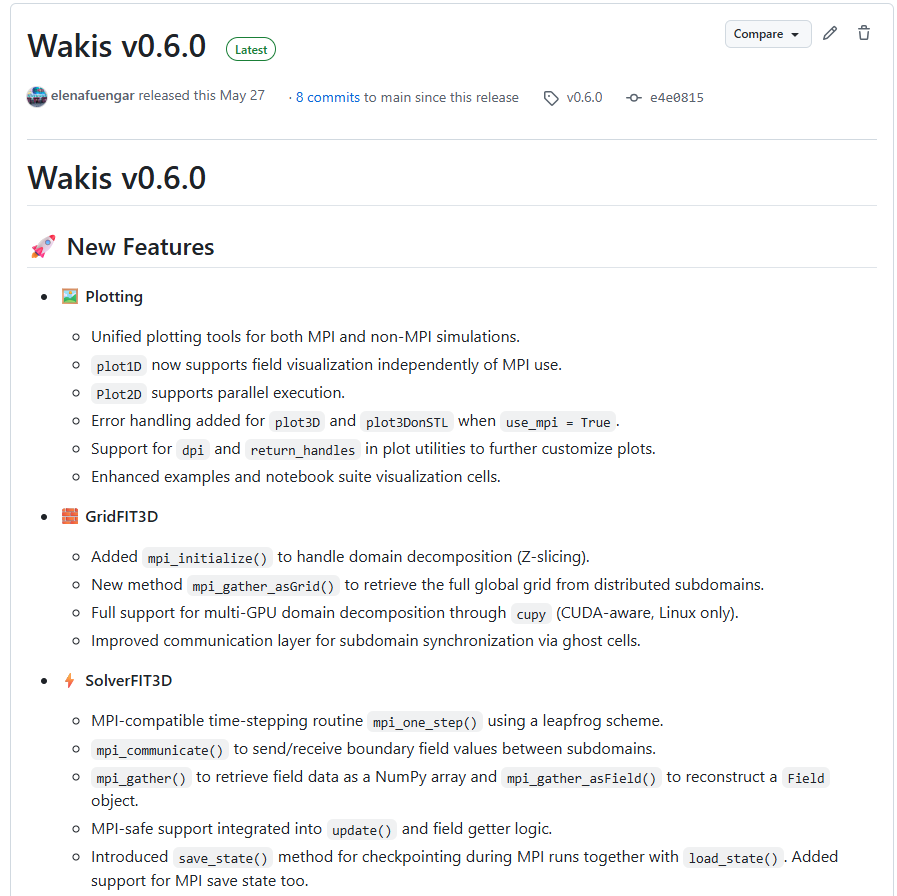 Wakis v0.6.0 Latest Compare
elenafuengar released this May 27 · 8 commits to main since this release v0.6.0 e4e0815
Wakis v0.6.0
🚀 New Features
• 🖼️ Plotting
◦ Unified plotting tools for both MPI and non-MPI simulations.
◦ plot1D now supports field visualization independently of MPI use.
◦ Plot2D supports parallel execution.
◦ Error handling added for plot3D and plot3DonSTL when use_mpi = True .
◦ Support for dpi and return_handles in plot utilities to further customize plots.
◦ Enhanced examples and notebook suite visualization cells.
• 🧱 GridFIT3D
◦ Added mpi_initialize() to handle domain decomposition (Z-slicing).
◦ New method mpi_gather_asGrid() to retrieve the full global grid from distributed subdomains.
◦ Full support for multi-GPU domain decomposition through cupy (CUDA-aware, Linux only).
◦ Improved communication layer for subdomain synchronization via ghost cells.
• ⚡ SolverFIT3D
◦ MPI-compatible time-stepping routine mpi_one_step() using a leapfrog scheme.
◦ mpi_communicate() to send/receive boundary field values between subdomains.
◦ mpi_gather() to retrieve field data as a NumPy array and mpi_gather_asField() to reconstruct a Field
object.
◦ MPI-safe support integrated into update() and field getter logic.
◦ Introduced save_state() method for checkpointing during MPI runs together with load_state() . Added
support for MPI save state too.